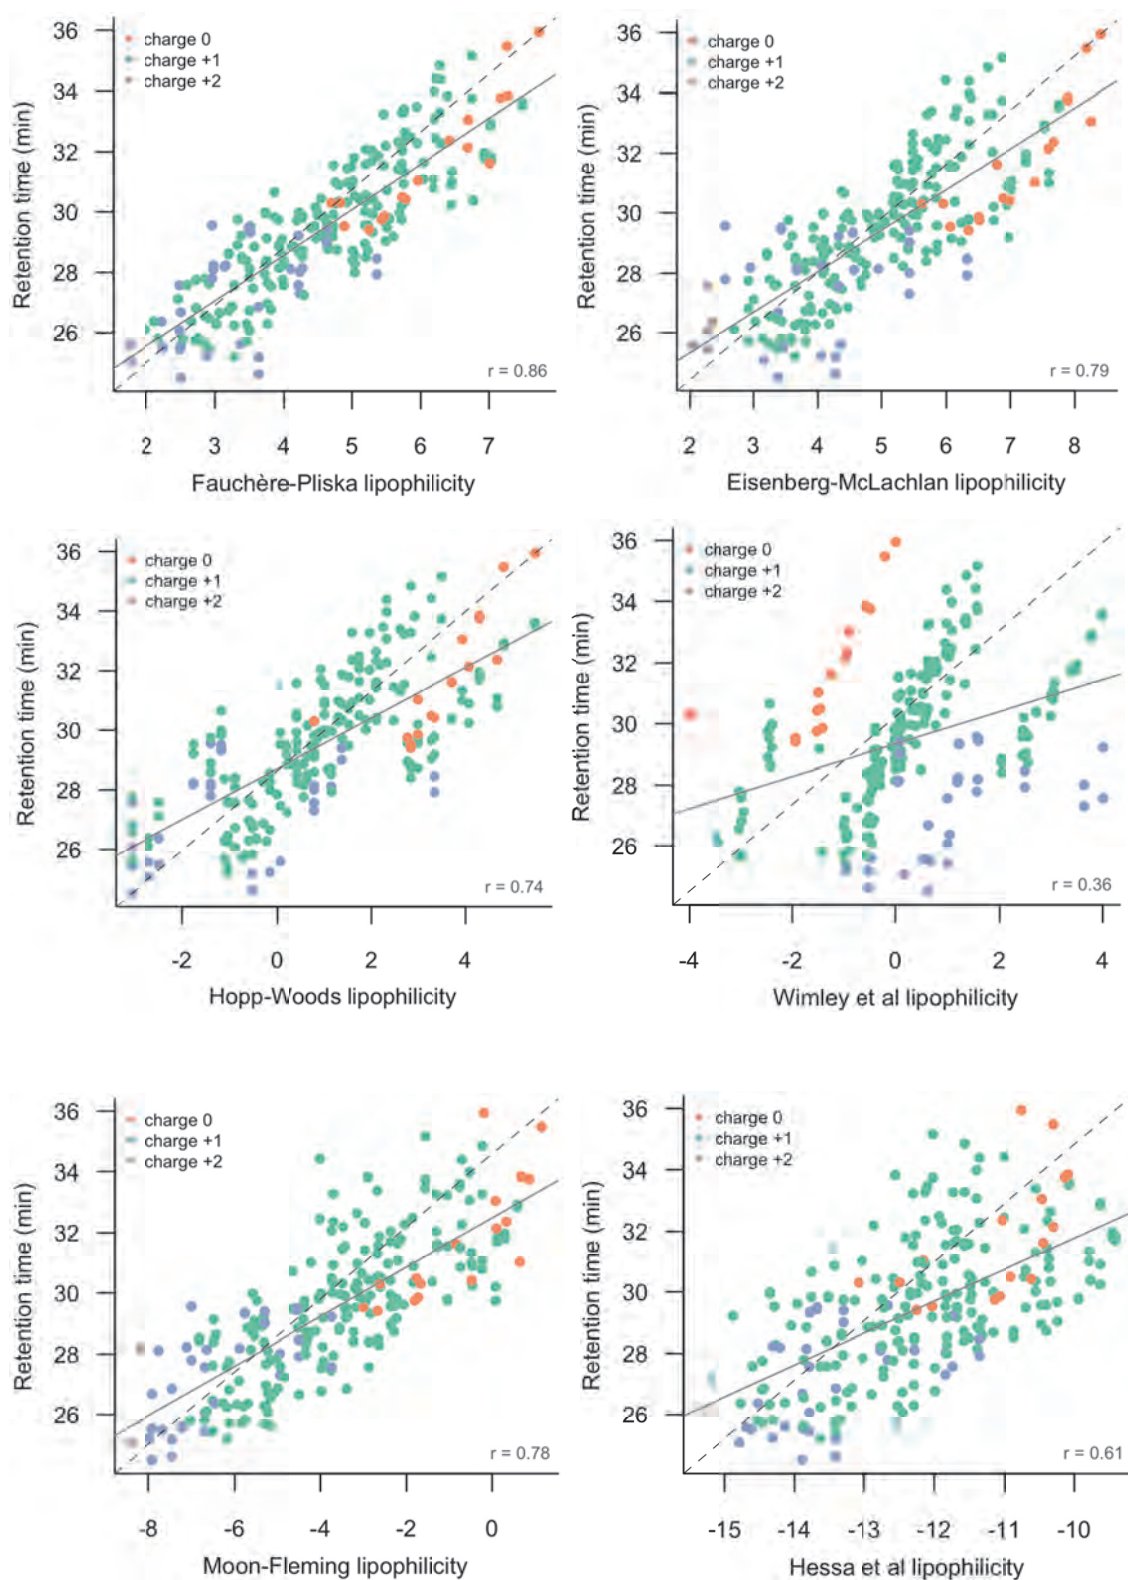 36
34
32
30
28
26
Retention time (min)
charge 0
charge +1
charge +2
r = 0.86
2 3 4 5 6 7
Fauchère-Pliska lipophilicity
36
34
32
30
28
26
Retention time (min)
charge 0
charge +1
charge +2
r = 0.79
2 3 4 5 6 7 8
Eisenberg-McLachlan lipophilicity
36
34
32
30
28
26
Retention time (min)
charge 0
charge +1
charge +2
r = 0.74
-2 0 2 4
Hopp-Woods lipophilicity
36
34
32
30
28
26
Retention time (min)
charge 0
charge +1
charge +2
r = 0.36
-4 -2 0 2 4
Wimley et al lipophilicity
36
34
32
30
28
26
Retention time (min)
charge 0
charge +1
charge +2
r = 0.78
-8 -6 -4 -2 0
Moon-Fleming lipophilicity
36
34
32
30
28
26
Retention time (min)
charge 0
charge +1
charge +2
r = 0.61
-15 -14 -13 -12 -11 -10
Hessa et al lipophilicity